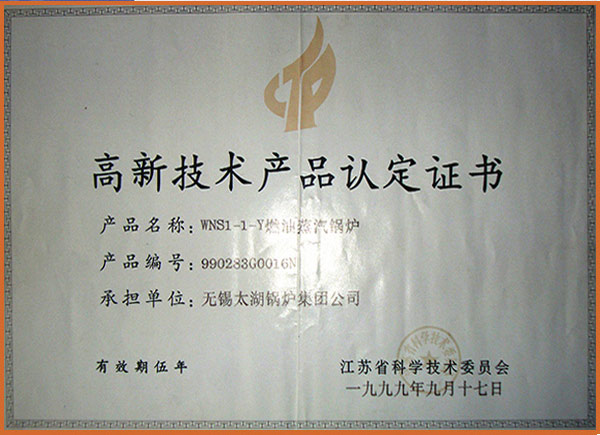 高新技术产品认定证书
产品名称：WNS1-1-Y燃油蒸汽锅炉
产品编号：990283G0016N
承担单位：无锡太湖锅炉集团公司
有效期伍年
江苏省科学技术委员会
一九九九年九月十七日